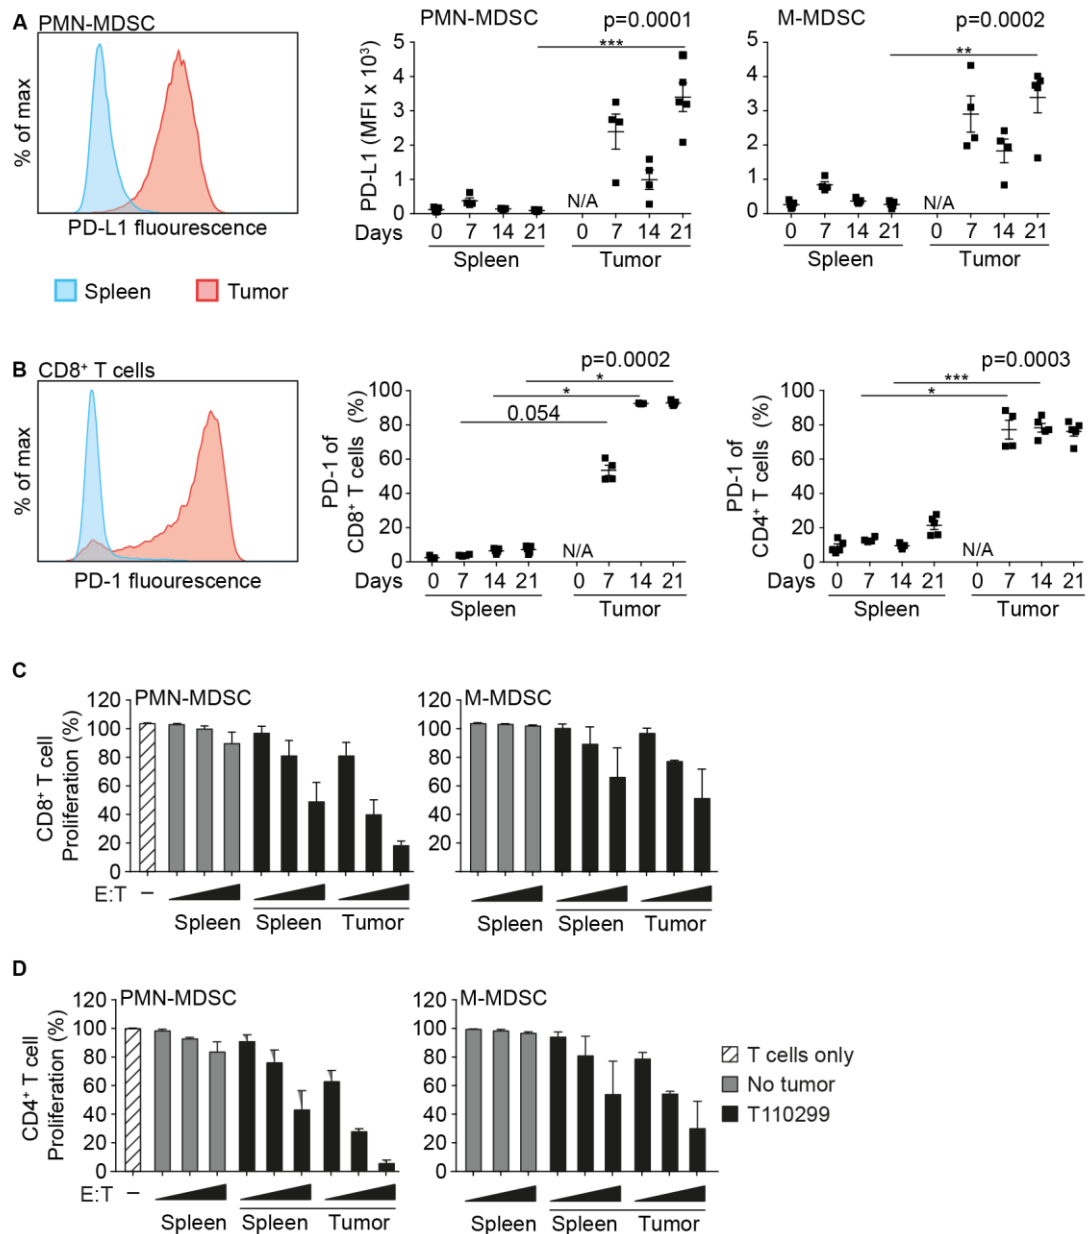 A
PMN-MDSC
% of max
PD-L1 fluourescence
Spleen
Tumor
PMN-MDSC
p=0.0001
***
PD-L1 (MFI x 10³)
5
4
3
2
1
0
N/A
Days 0 7 14 21 0 7 14 21
Spleen Tumor
M-MDSC
p=0.0002
**
5
4
3
2
1
0
N/A
0 7 14 21 0 7 14 21
Spleen Tumor
B
CD8⁺ T cells
% of max
PD-1 fluourescence
p=0.0002
*
*
0.054
PD-1 of
CD8⁺ T cells (%)
100
80
60
40
20
0
N/A
Days 0 7 14 21 0 7 14 21
Spleen Tumor
p=0.0003
***
*
PD-1 of
CD4⁺ T cells (%)
100
80
60
40
20
0
N/A
Days 0 7 14 21 0 7 14 21
Spleen Tumor
C
PMN-MDSC
CD8⁺ T cell
Proliferation (%)
120
100
80
60
40
20
0
E:T –
Spleen Spleen Tumor
M-MDSC
120
100
80
60
40
20
0
Spleen Spleen Tumor
D
PMN-MDSC
CD4⁺ T cell
Proliferation (%)
120
100
80
60
40
20
0
E:T –
Spleen Spleen Tumor
M-MDSC
120
100
80
60
40
20
0
Spleen Spleen Tumor
T cells only
No tumor
T110299